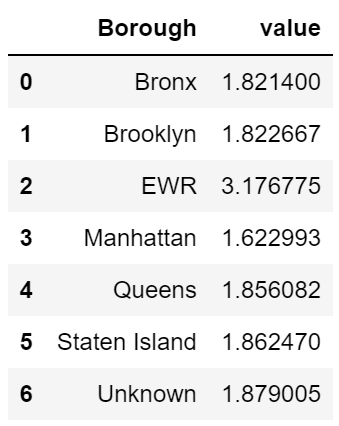 Borough value
0 Bronx 1.821400
1 Brooklyn 1.822667
2 EWR 3.176775
3 Manhattan 1.622993
4 Queens 1.856082
5 Staten Island 1.862470
6 Unknown 1.879005